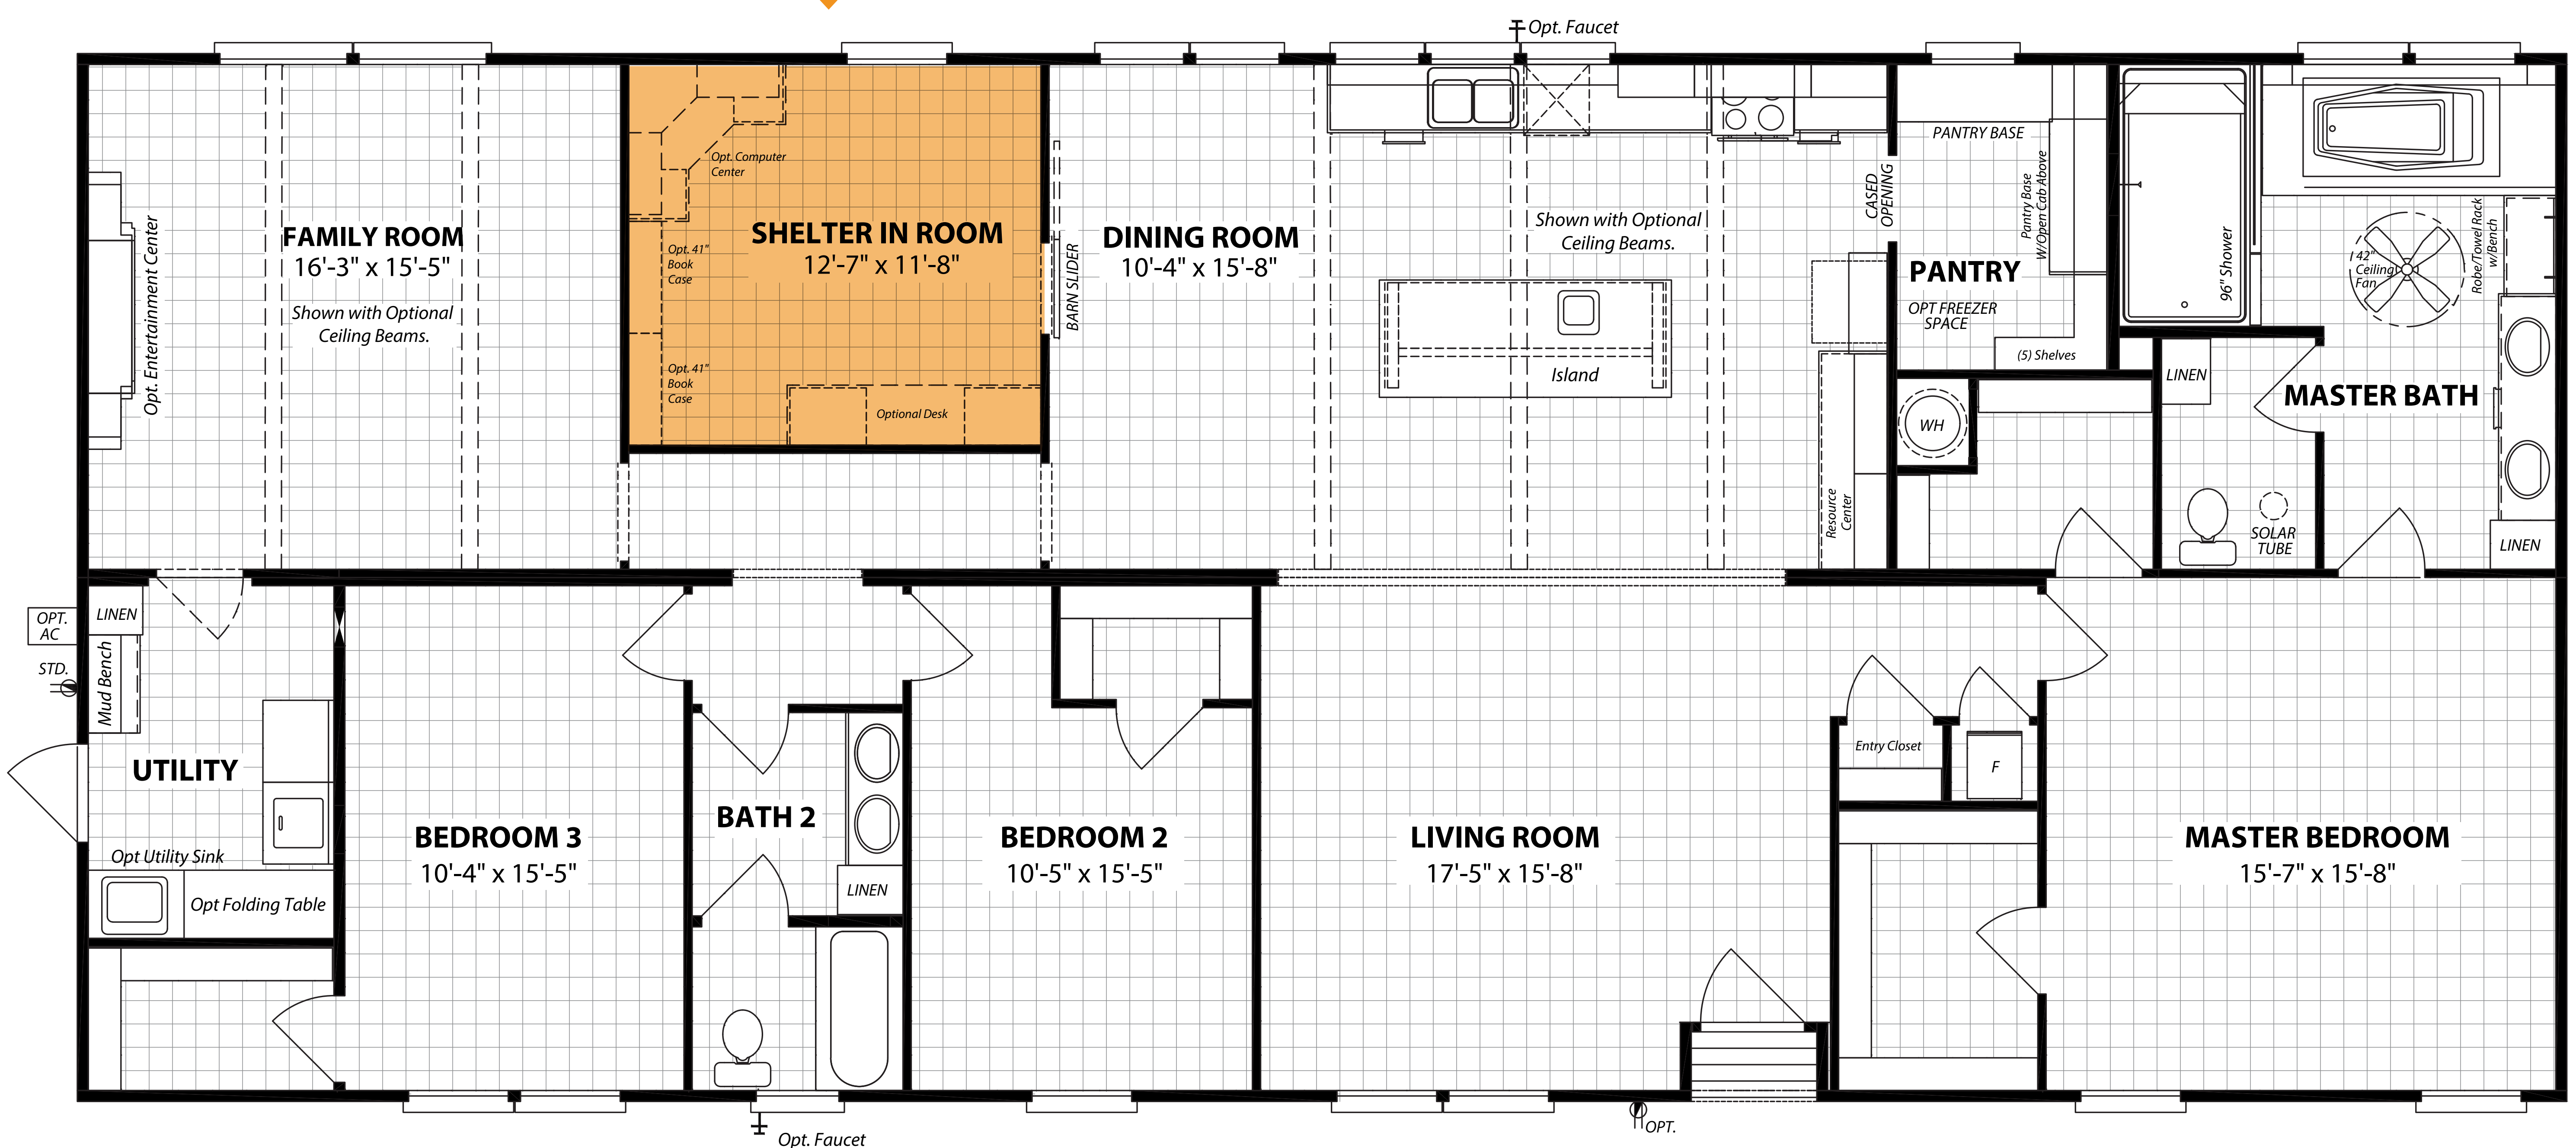 Opt. Faucet
FAMILY ROOM
16'-3" x 15'-5"
Shown with Optional
Ceiling Beams.
Opt. Entertainment Center
Opt. Computer
Center
SHELTER IN ROOM
12'-7" x 11'-8"
Opt. 41"
Book
Case
Opt. 41"
Book
Case
Optional Desk
BARN SLIDER
DINING ROOM
10'-4" x 15'-8"
Shown with Optional
Ceiling Beams.
Island
CASED
OPENING
Resource
Center
PANTRY BASE
Pantry Base
W/Open Cab Above
PANTRY
OPT FREEZER
SPACE
(5) Shelves
WH
96" Shower
42"
Ceiling
Fan
Robe/Towel Rack
w/Bench
LINEN
MASTER BATH
SOLAR
TUBE
LINEN
OPT.
AC
STD.
LINEN
Mud Bench
UTILITY
Opt Utility Sink
Opt Folding Table
BEDROOM 3
10'-4" x 15'-5"
BATH 2
LINEN
BEDROOM 2
10'-5" x 15'-5"
LIVING ROOM
17'-5" x 15'-8"
Entry Closet
F
MASTER BEDROOM
15'-7" x 15'-8"
Opt. Faucet
OPT.